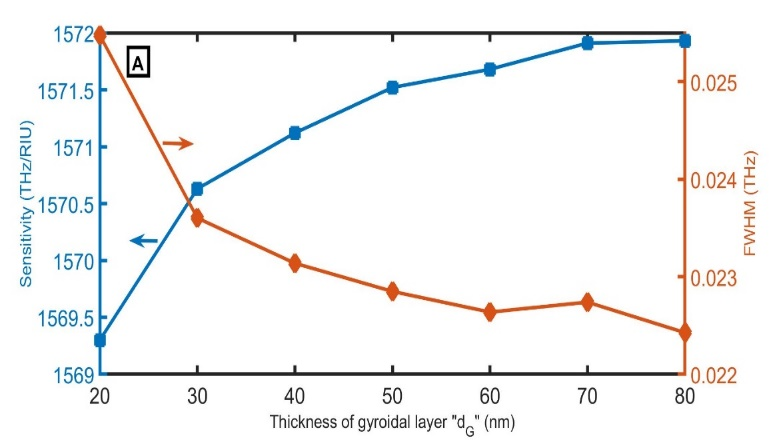 A
1572
1571.5
1571
1570.5
1570
1569.5
1569
Sensitivity (THz/RIU)
0.025
0.024
0.023
0.022
FWHM (THz)
20 30 40 50 60 70 80
Thickness of gyroidal layer "dG" (nm)